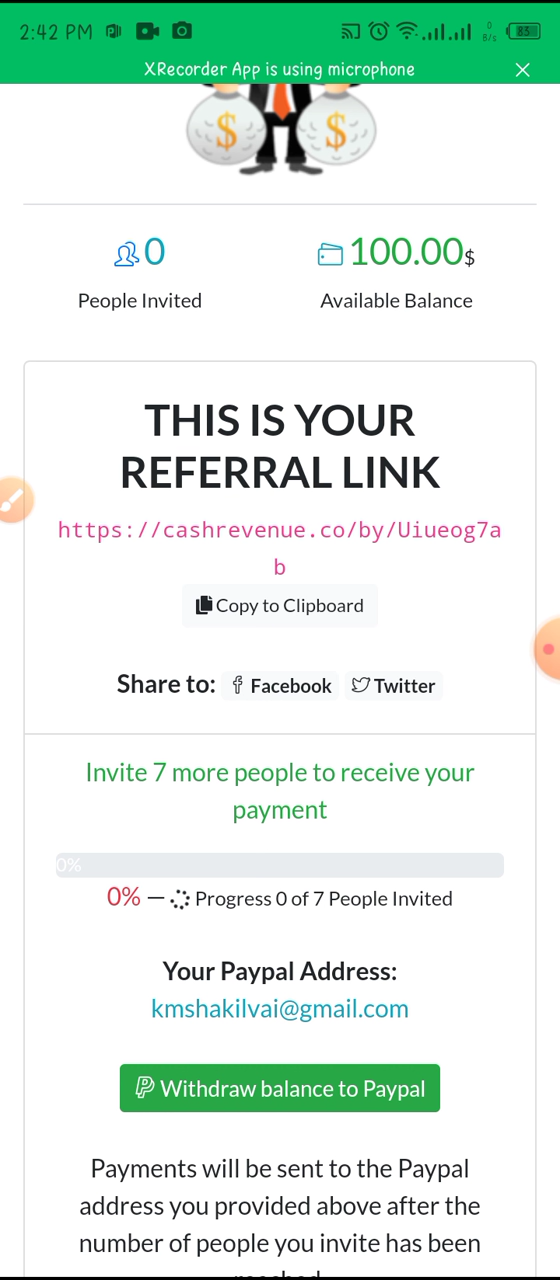 2:42 PM
0
B/s
83
XRecorder App is using microphone
$ $
0
100.00$
People Invited
Available Balance
THIS IS YOUR
REFERRAL LINK
https://cashrevenue.co/by/Uiueog7a
b
Copy to Clipboard
Share to: Facebook Twitter
Invite 7 more people to receive your
payment
0%
0% — Progress 0 of 7 People Invited
Your Paypal Address:
kmshakilvai@gmail.com
Withdraw balance to Paypal
Payments will be sent to the Paypal
address you provided above after the
number of people you invite has been
reached